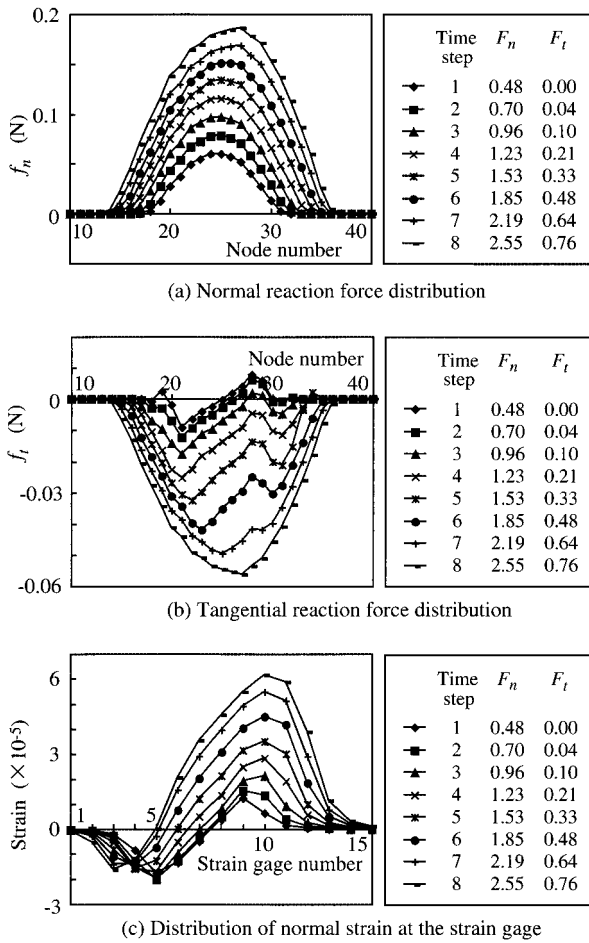 0.2
0.1
0
f_n (N)
20 30
10 Node number 40
Time step F_n F_t
1 0.48 0.00
2 0.70 0.04
3 0.96 0.10
4 1.23 0.21
5 1.53 0.33
6 1.85 0.48
7 2.19 0.64
8 2.55 0.76
(a) Normal reaction force distribution
Node number
10 20 30 40
0
-0.03
-0.06
f_t (N)
Time step F_n F_t
1 0.48 0.00
2 0.70 0.04
3 0.96 0.10
4 1.23 0.21
5 1.53 0.33
6 1.85 0.48
7 2.19 0.64
8 2.55 0.76
(b) Tangential reaction force distribution
6
3
0
-3
Strain (×10⁻⁵)
1 5 10 15
Strain gage number
Time step F_n F_t
1 0.48 0.00
2 0.70 0.04
3 0.96 0.10
4 1.23 0.21
5 1.53 0.33
6 1.85 0.48
7 2.19 0.64
8 2.55 0.76
(c) Distribution of normal strain at the strain gage